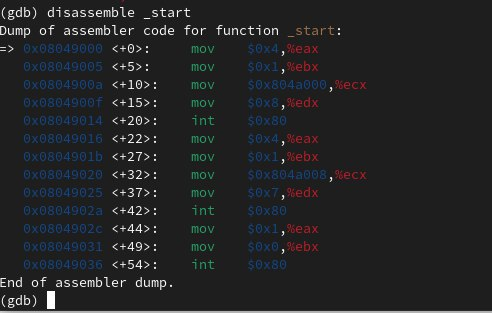 (gdb) disassemble _start
Dump of assembler code for function _start:
=> 0x08049000 <+0>:     mov    $0x4,%eax
   0x08049005 <+5>:     mov    $0x1,%ebx
   0x0804900a <+10>:    mov    $0x804a000,%ecx
   0x0804900f <+15>:    mov    $0x8,%edx
   0x08049014 <+20>:    int    $0x80
   0x08049016 <+22>:    mov    $0x4,%eax
   0x0804901b <+27>:    mov    $0x1,%ebx
   0x08049020 <+32>:    mov    $0x804a008,%ecx
   0x08049025 <+37>:    mov    $0x7,%edx
   0x0804902a <+42>:    int    $0x80
   0x0804902c <+44>:    mov    $0x1,%eax
   0x08049031 <+49>:    mov    $0x0,%ebx
   0x08049036 <+54>:    int    $0x80
End of assembler dump.
(gdb)